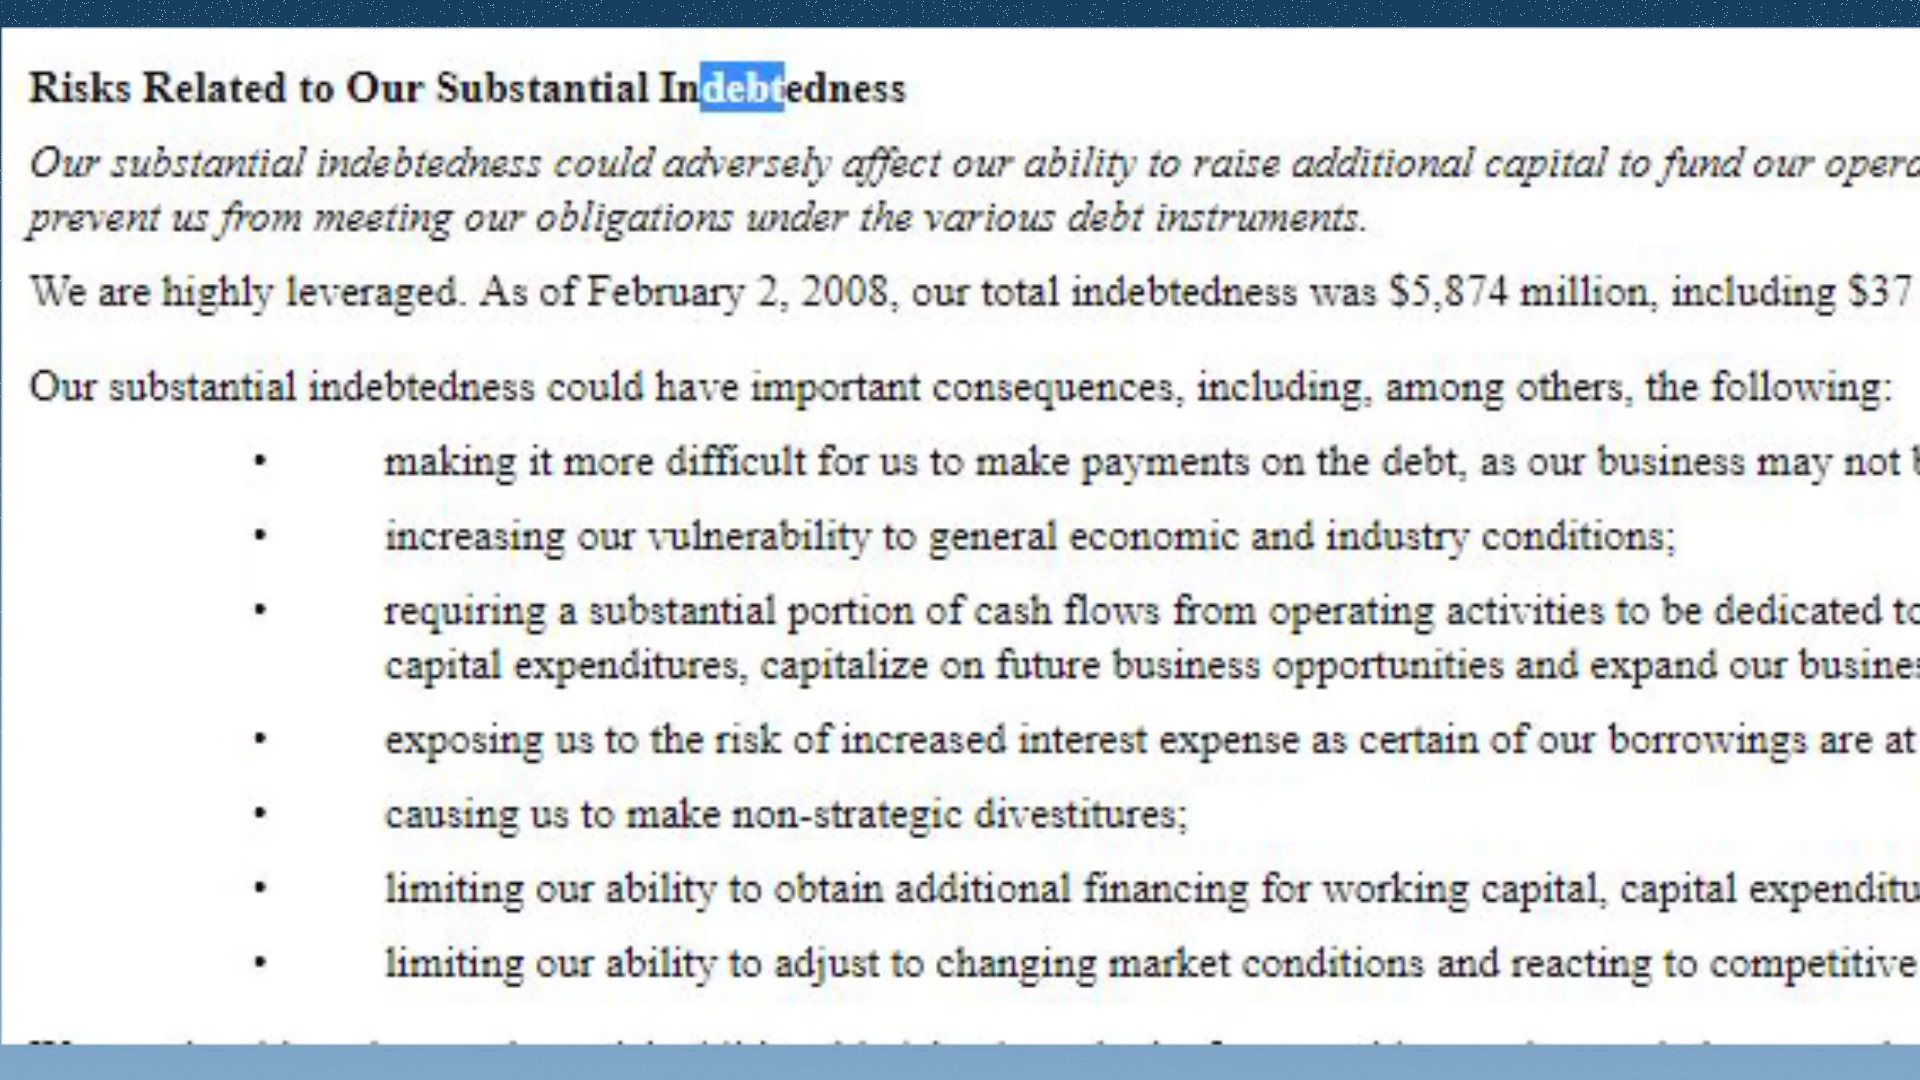 Risks Related to Our Substantial Indebtedness
Our substantial indebtedness could adversely affect our ability to raise additional capital to fund our
prevent us from meeting our obligations under the various debt instruments.
We are highly leveraged. As of February 2, 2008, our total indebtedness was $5,874 million, including $37
Our substantial indebtedness could have important consequences, including, among others, the following:
• making it more difficult for us to make payments on the debt, as our business may not
• increasing our vulnerability to general economic and industry conditions;
• requiring a substantial portion of cash flows from operating activities to be dedicated to
capital expenditures, capitalize on future business opportunities and expand our
• exposing us to the risk of increased interest expense as certain of our borrowings are at
• causing us to make non-strategic divestitures;
• limiting our ability to obtain additional financing for working capital, capital
• limiting our ability to adjust to changing market conditions and reacting to competitive